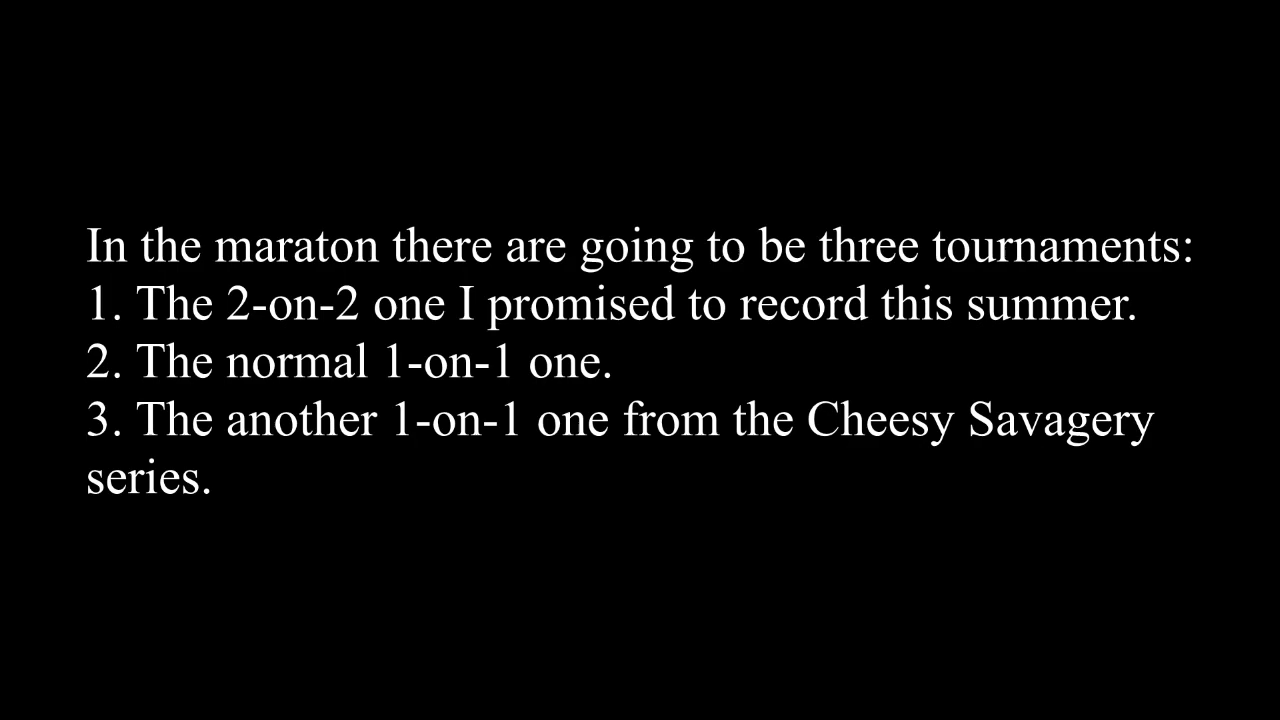 In the maraton there are going to be three tournaments:
1. The 2-on-2 one I promised to record this summer.
2. The normal 1-on-1 one.
3. The another 1-on-1 one from the Cheesy Savagery
series.